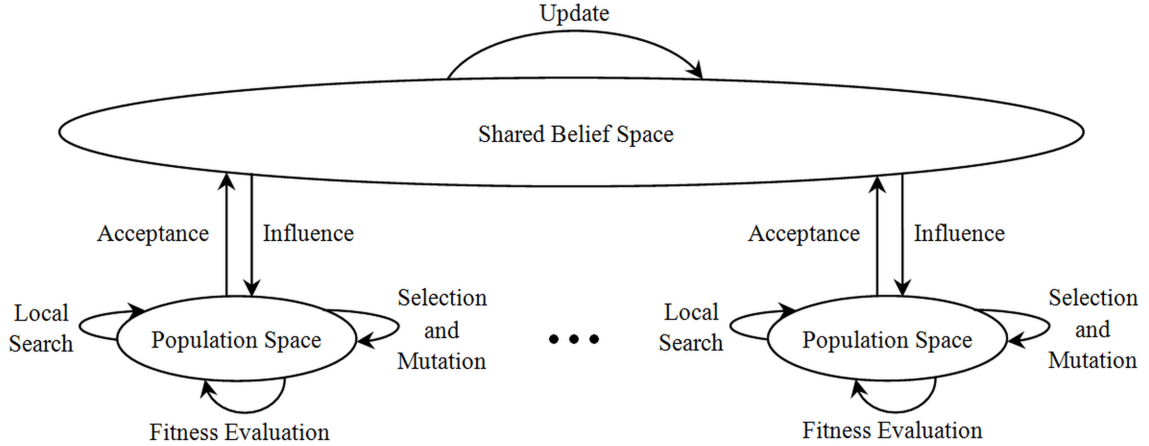 Update
Shared Belief Space
Acceptance
Influence
Acceptance
Influence
Local
Search
Population Space
Selection
and
Mutation
Fitness Evaluation
Local
Search
Population Space
Selection
and
Mutation
Fitness Evaluation